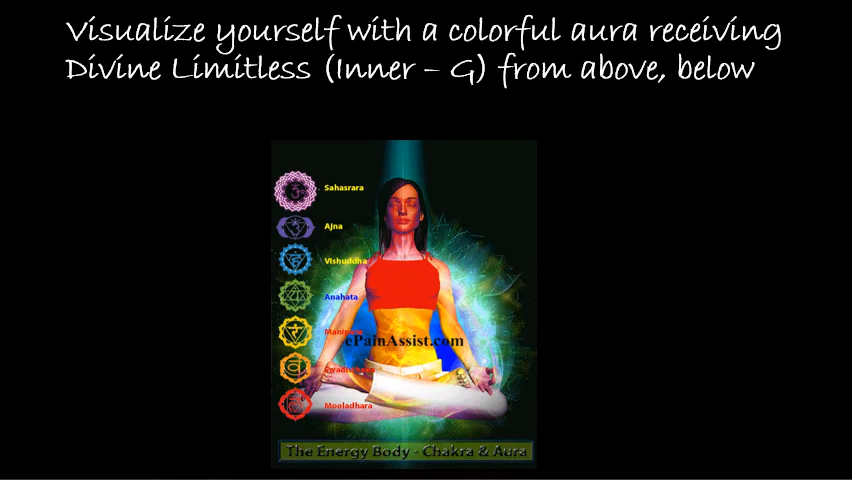 Visualize yourself with a colorful aura receiving
Divine Limitless (Inner – G) from above, below
Sahasrara
Ajna
Vishuddha
Anahata
ePainAssist.com
Moeladhara
The Energy Body - Chakra & Aura